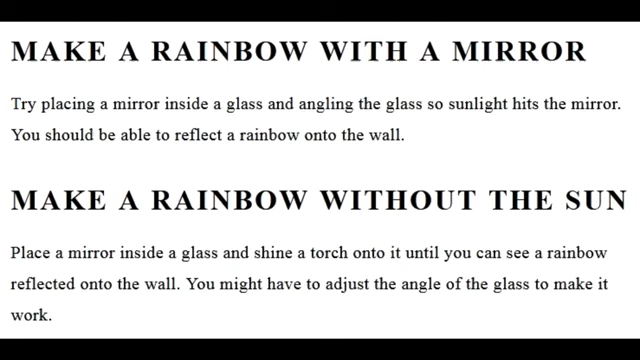 MAKE A RAINBOW WITH A MIRROR
Try placing a mirror inside a glass and angling the glass so sunlight hits the mirror.
You should be able to reflect a rainbow onto the wall.
MAKE A RAINBOW WITHOUT THE SUN
Place a mirror inside a glass and shine a torch onto it until you can see a rainbow
reflected onto the wall. You might have to adjust the angle of the glass to make it
work.